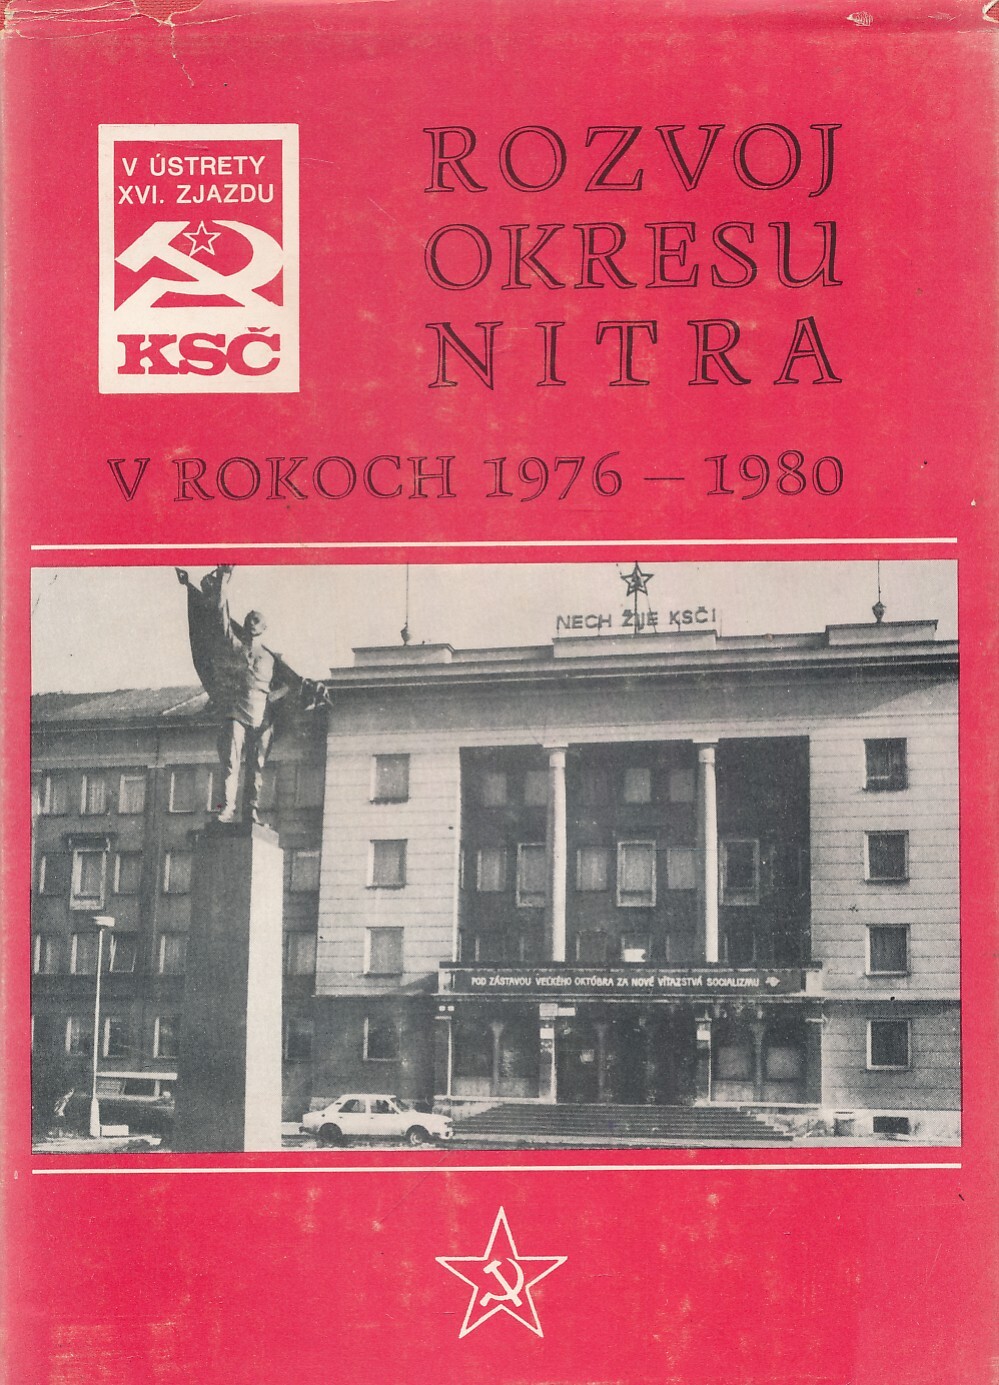 V ÚSTRETY
XVI. ZJAZDU
KSČ
ROZVOJ
OKRESU
NITRA
V ROKOCH 1976 – 1980
NECH ŽIJE KSČ!
POD ZÁSTAVOU VEĽKÉHO OKTÓBRA ZA NOVÉ VÍŤAZSTVÁ SOCIALIZMU